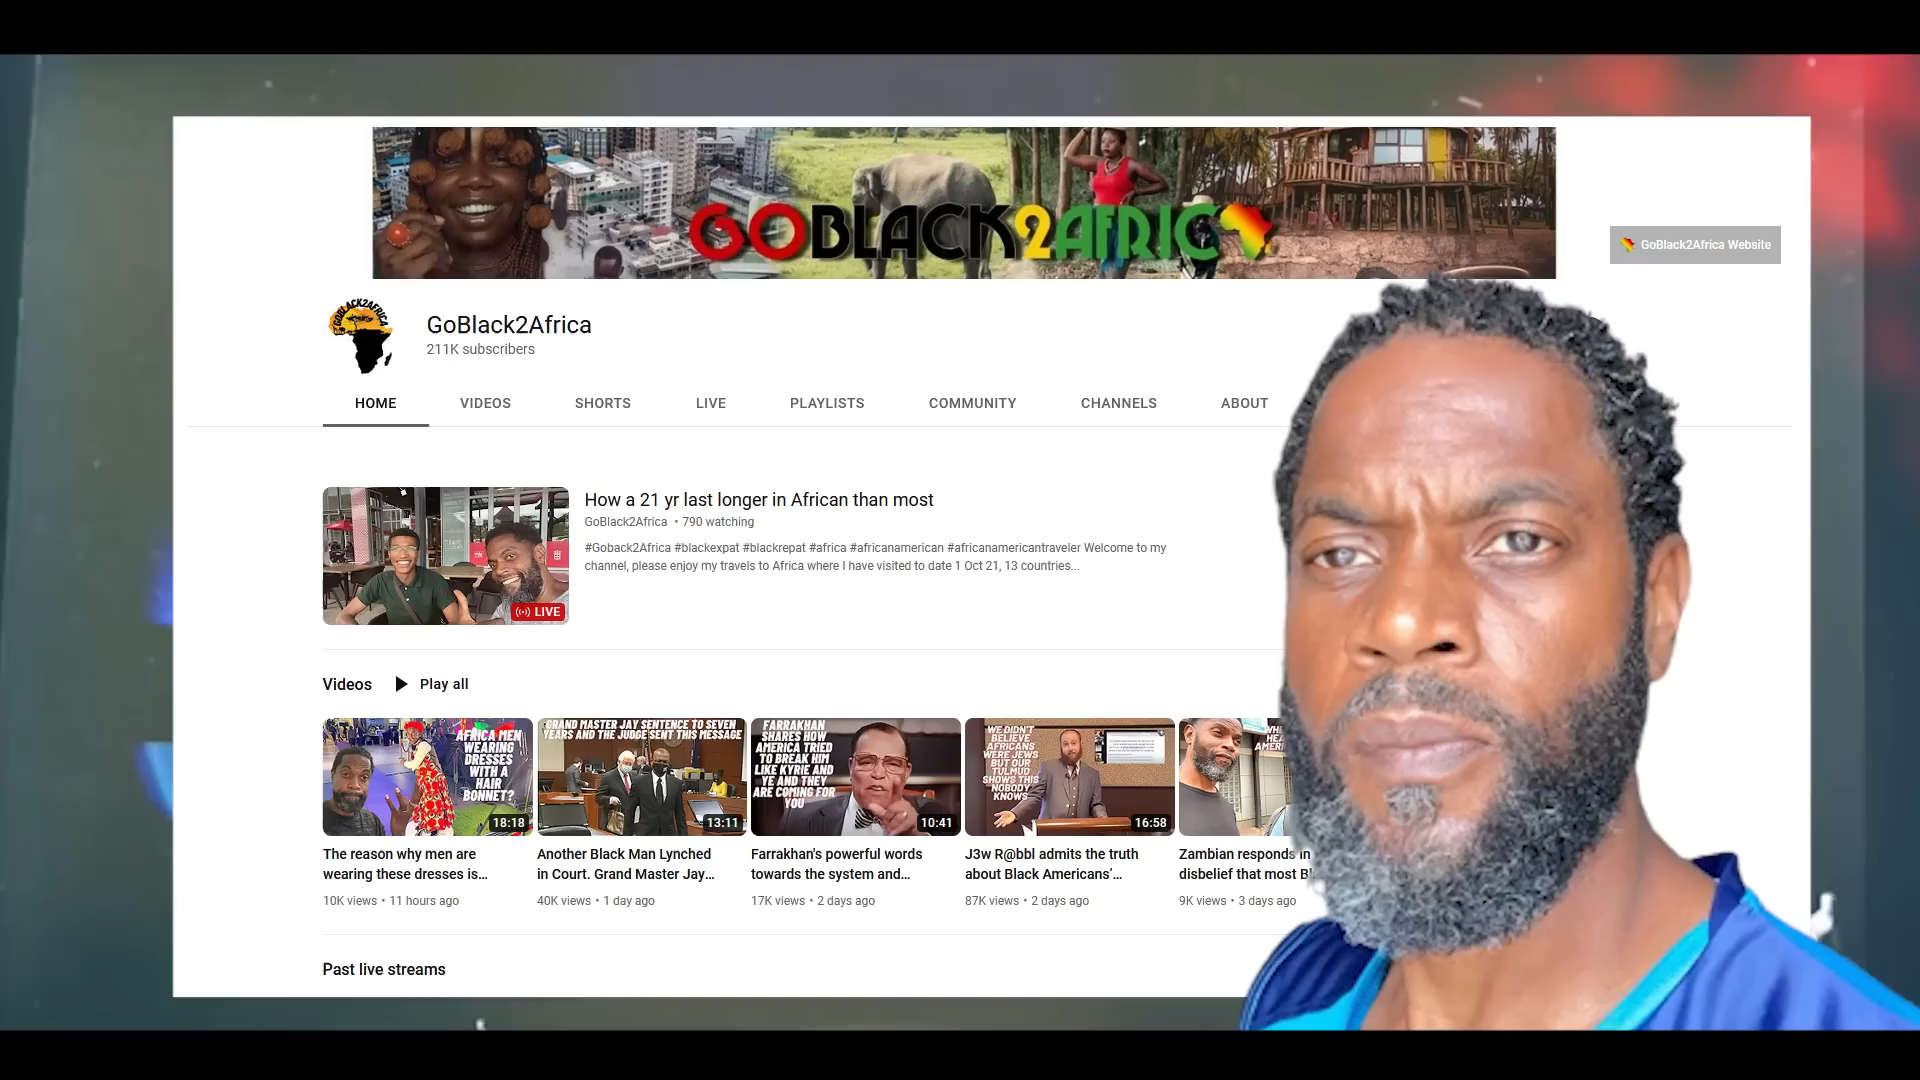 GOBLACK2AFRIC
GoBlack2Africa Website
GOBLACK2AFRICA
GoBlack2Africa
211K subscribers
HOME VIDEOS SHORTS LIVE PLAYLISTS COMMUNITY CHANNELS ABOUT
How a 21 yr last longer in African than most
GoBlack2Africa • 790 watching
#Goback2Africa #blackexpat #blackrepat #africa #africanamerican #africanamericantraveler Welcome to my
channel, please enjoy my travels to Africa where I have visited to date 1 Oct 21, 13 countries...
LIVE
Videos Play all
AFRICA MEN
WEARING
DRESSES
WITH A
HAIR
BONNET?
18:18
The reason why men are
wearing these dresses is...
10K views • 11 hours ago
GRAND MASTER JAY SENTENCE TO SEVEN
YEARS AND THE JUDGE SENT THIS MESSAGE
13:11
Another Black Man Lynched
in Court. Grand Master Jay...
40K views • 1 day ago
FARRAKHAN
SHARES HOW
AMERICA TRIED
TO BREAK HIM
LIKE KYRIE AND
YE AND THEY
ARE COMING FOR
YOU
10:41
Farrakhan's powerful words
towards the system and...
17K views • 2 days ago
WE DIDN'T
BELIEVE
AFRICANS
WERE JEWS
BUT OUR
TULMUD
SHOWS THIS
NOBODY
KNOWS
16:58
J3w R@bbl admits the truth
about Black Americans'...
87K views • 2 days ago
Zambian responds in
disbelief that most Bl
9K views • 3 days ago
Past live streams